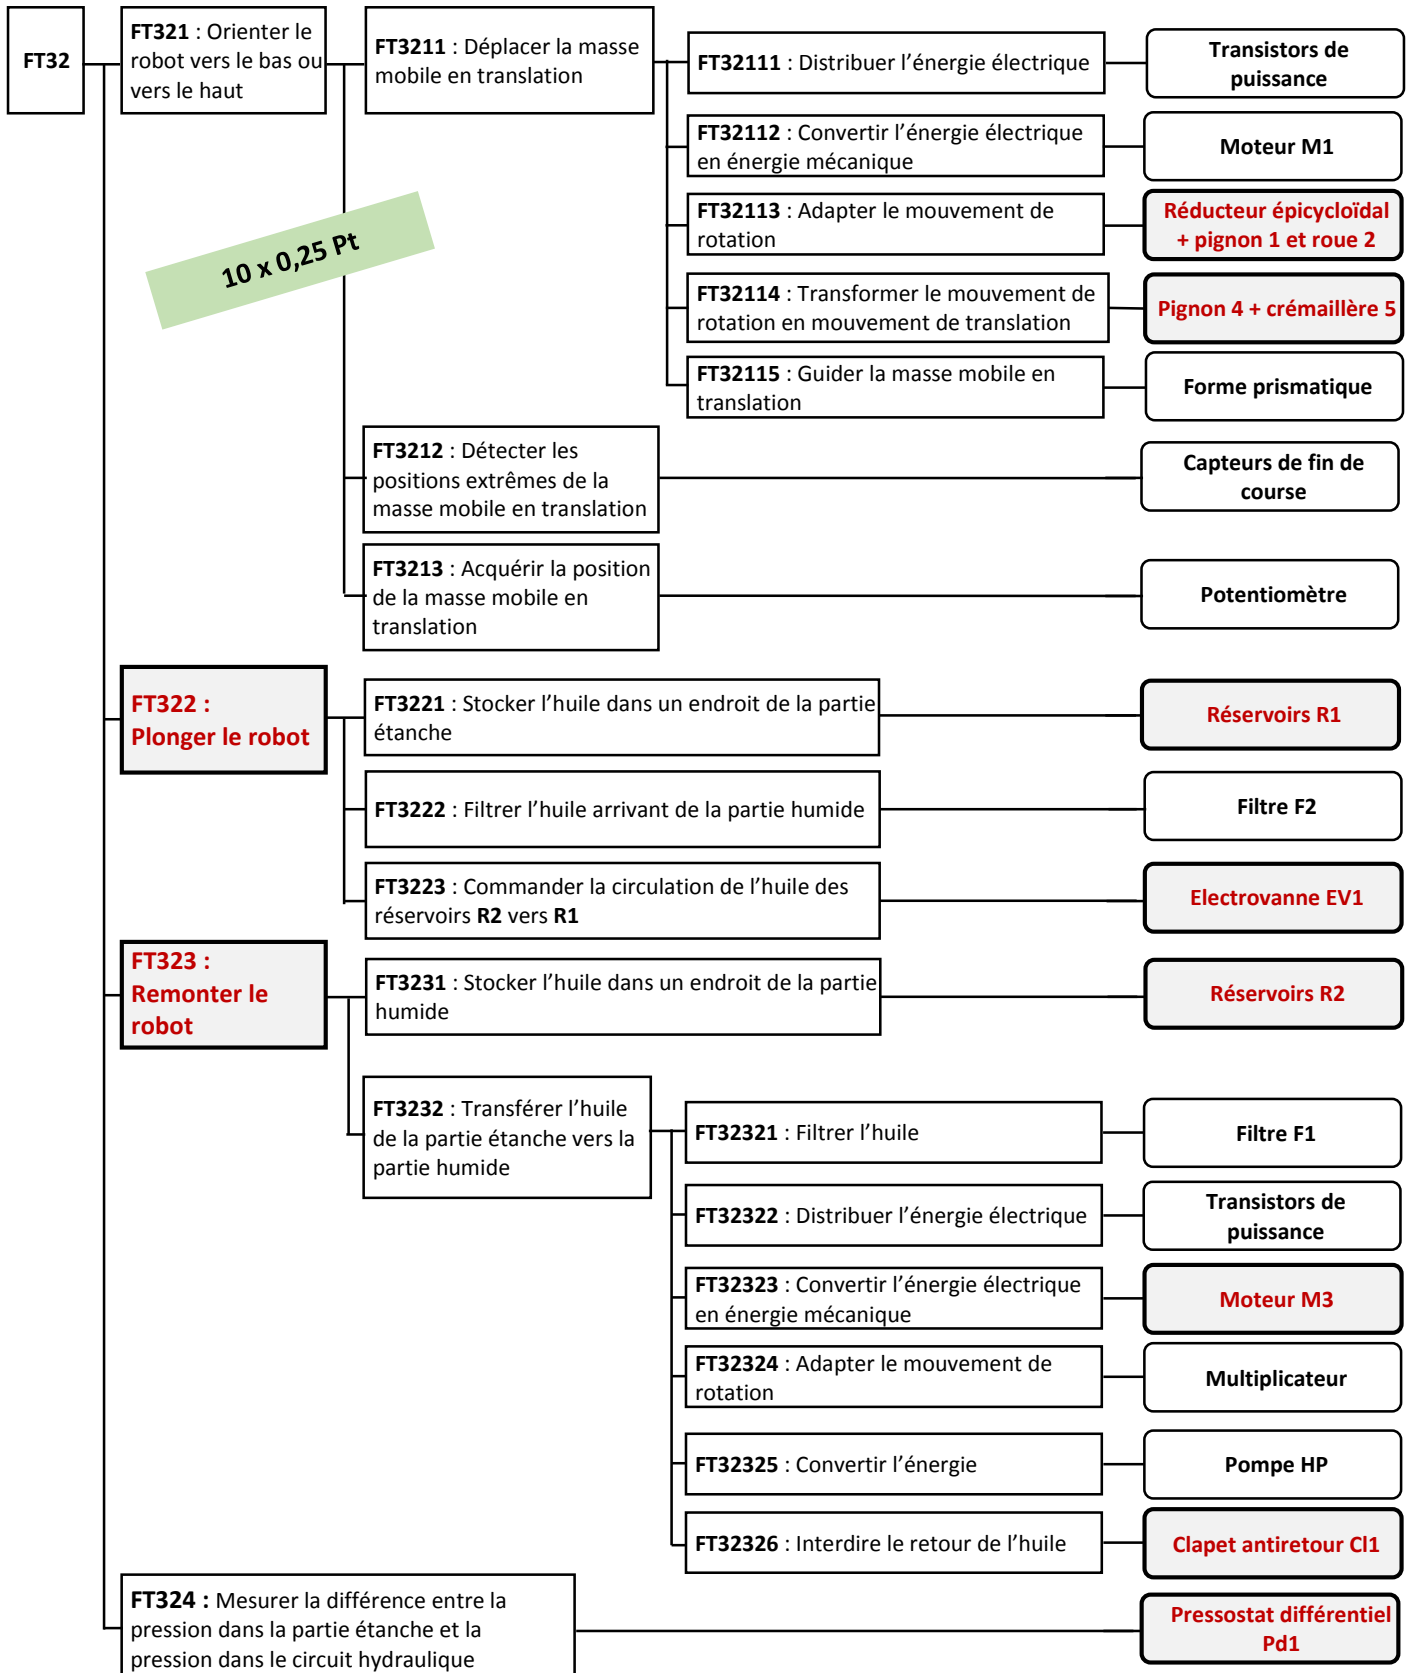 FT32
FT321 : Orienter le
robot vers le bas ou
vers le haut
FT3211 : Déplacer la masse
mobile en translation
FT32111 : Distribuer l’énergie électrique
Transistors de
puissance
FT32112 : Convertir l’énergie électrique
en énergie mécanique
Moteur M1
FT32113 : Adapter le mouvement de
rotation
Réducteur épicycloïdal
+ pignon 1 et roue 2
10 x 0,25 Pt
FT32114 : Transformer le mouvement de
rotation en mouvement de translation
Pignon 4 + crémaillère 5
FT32115 : Guider la masse mobile en
translation
Forme prismatique
FT3212 : Détecter les
positions extrêmes de la
masse mobile en translation
Capteurs de fin de
course
FT3213 : Acquérir la position
de la masse mobile en
translation
Potentiomètre
FT322 :
Plonger le robot
FT3221 : Stocker l’huile dans un endroit de la partie
étanche
Réservoirs R1
FT3222 : Filtrer l’huile arrivant de la partie humide
Filtre F2
FT3223 : Commander la circulation de l’huile des
réservoirs R2 vers R1
Electrovanne EV1
FT323 :
Remonter le
robot
FT3231 : Stocker l’huile dans un endroit de la partie
humide
Réservoirs R2
FT3232 : Transférer l’huile
de la partie étanche vers la
partie humide
FT32321 : Filtrer l’huile
Filtre F1
FT32322 : Distribuer l’énergie électrique
Transistors de
puissance
FT32323 : Convertir l’énergie électrique
en énergie mécanique
Moteur M3
FT32324 : Adapter le mouvement de
rotation
Multiplicateur
FT32325 : Convertir l’énergie
Pompe HP
FT32326 : Interdire le retour de l’huile
Clapet antiretour Cl1
FT324 : Mesurer la différence entre la
pression dans la partie étanche et la
pression dans le circuit hydraulique
Pressostat différentiel
Pd1